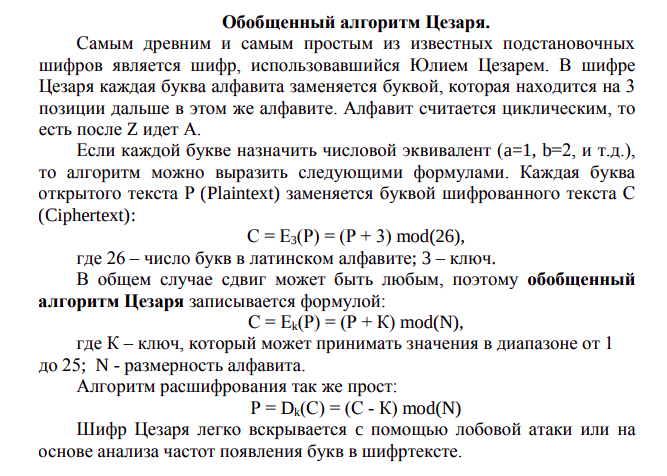 Обобщенный алгоритм Цезаря.
Самым древним и самым простым из известных подстановочных
шифров является шифр, использовавшийся Юлием Цезарем. В шифре
Цезаря каждая буква алфавита заменяется буквой, которая находится на 3
позиции дальше в этом же алфавите. Алфавит считается циклическим, то
есть после Z идет A.
Если каждой букве назначить числовой эквивалент (a=1, b=2, и т.д.),
то алгоритм можно выразить следующими формулами. Каждая буква
открытого текста P (Plaintext) заменяется буквой шифрованного текста C
(Ciphertext):
C = E₃(P) = (P + 3) mod(26),
где 26 – число букв в латинском алфавите; 3 – ключ.
В общем случае сдвиг может быть любым, поэтому обобщенный
алгоритм Цезаря записывается формулой:
C = Eₖ(P) = (P + K) mod(N),
где K – ключ, который может принимать значения в диапазоне от 1
до 25; N - размерность алфавита.
Алгоритм расшифрования так же прост:
P = Dₖ(C) = (C - K) mod(N)
Шифр Цезаря легко вскрывается с помощью лобовой атаки или на
основе анализа частот появления букв в шифртексте.